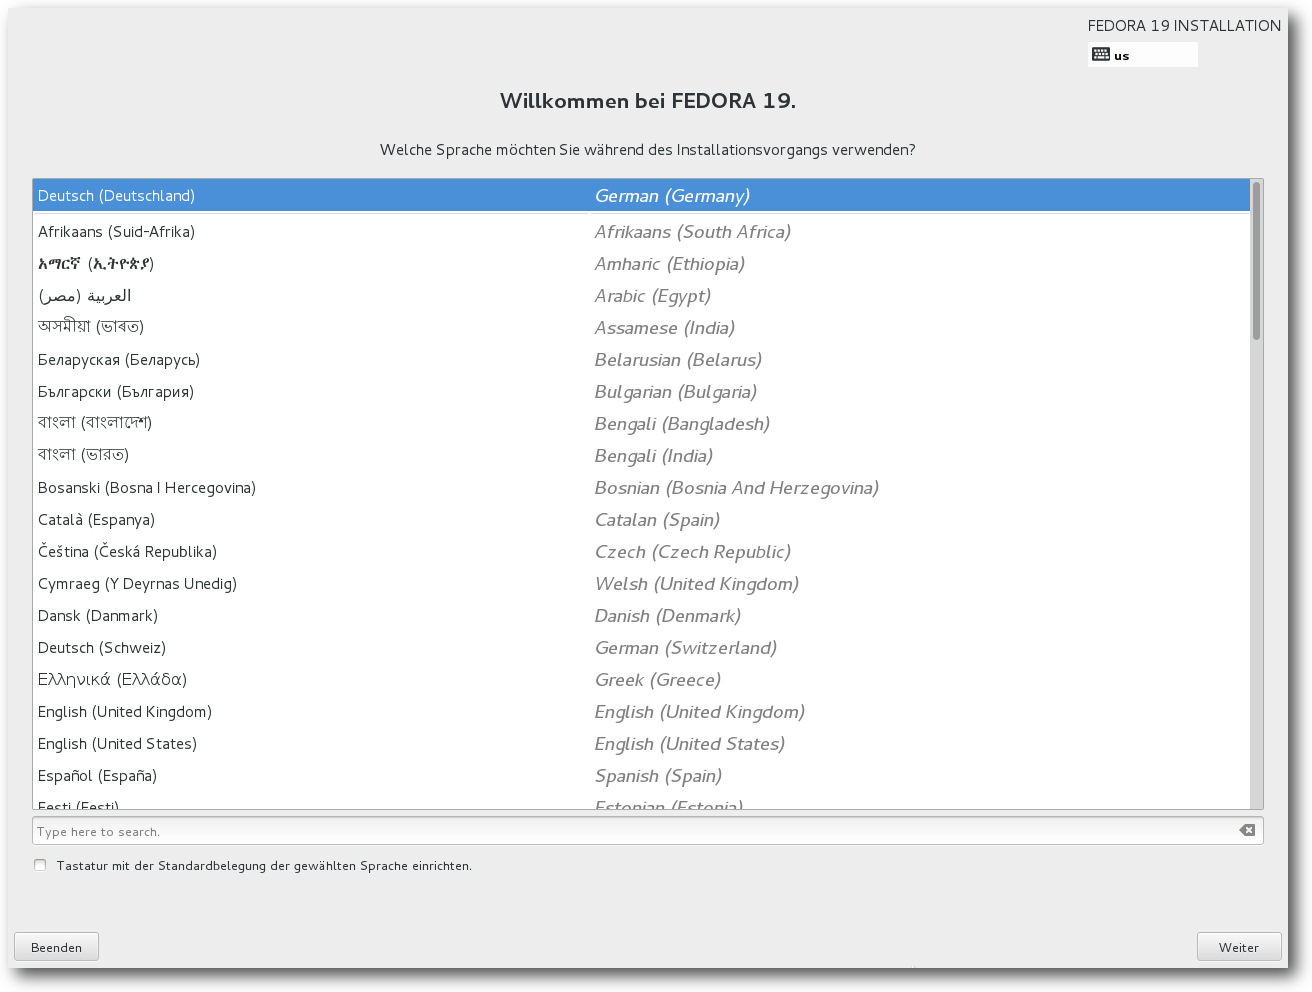 FEDORA 19 INSTALLATION
us
Willkommen bei FEDORA 19.
Welche Sprache möchten Sie während des Installationsvorgangs verwenden?
Deutsch (Deutschland) German (Germany)
Afrikaans (Suid-Afrika) Afrikaans (South Africa)
አማርኛ (ኢትዮጵያ) Amharic (Ethiopia)
العربية (مصر) Arabic (Egypt)
অসমীয়া (ভাৰত) Assamese (India)
Беларуская (Беларусь) Belarusian (Belarus)
Български (България) Bulgarian (Bulgaria)
বাংলা (বাংলাদেশ) Bengali (Bangladesh)
বাংলা (ভারত) Bengali (India)
Bosanski (Bosna I Hercegovina) Bosnian (Bosnia And Herzegovina)
Català (Espanya) Catalan (Spain)
Čeština (Česká Republika) Czech (Czech Republic)
Cymraeg (Y Deyrnas Unedig) Welsh (United Kingdom)
Dansk (Danmark) Danish (Denmark)
Deutsch (Schweiz) German (Switzerland)
Ελληνικά (Ελλάδα) Greek (Greece)
English (United Kingdom) English (United Kingdom)
English (United States) English (United States)
Español (España) Spanish (Spain)
Eesti (Eesti) Estonian (Estonia)
Type here to search.
Tastatur mit der Standardbelegung der gewählten Sprache einrichten.
Beenden Weiter